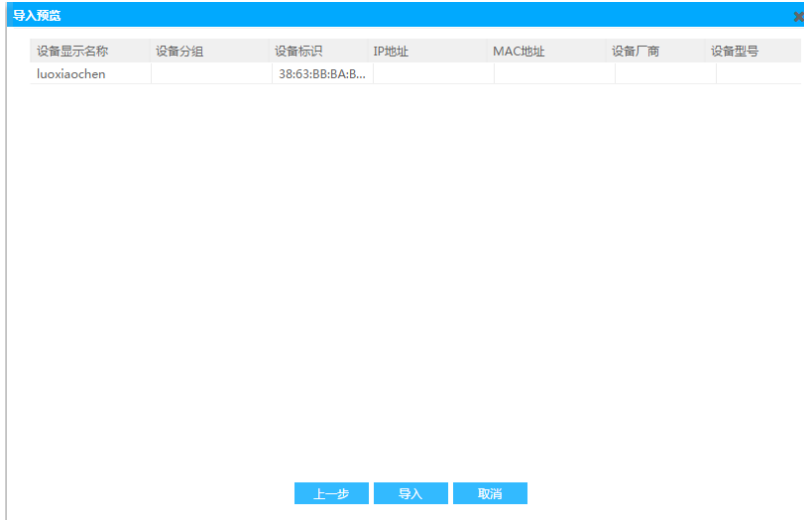 导入预览
设备显示名称 设备分组 设备标识 IP地址 MAC地址 设备厂商 设备型号
luoxiaochen 38:63:BB:BA:B...
上一步 导入 取消